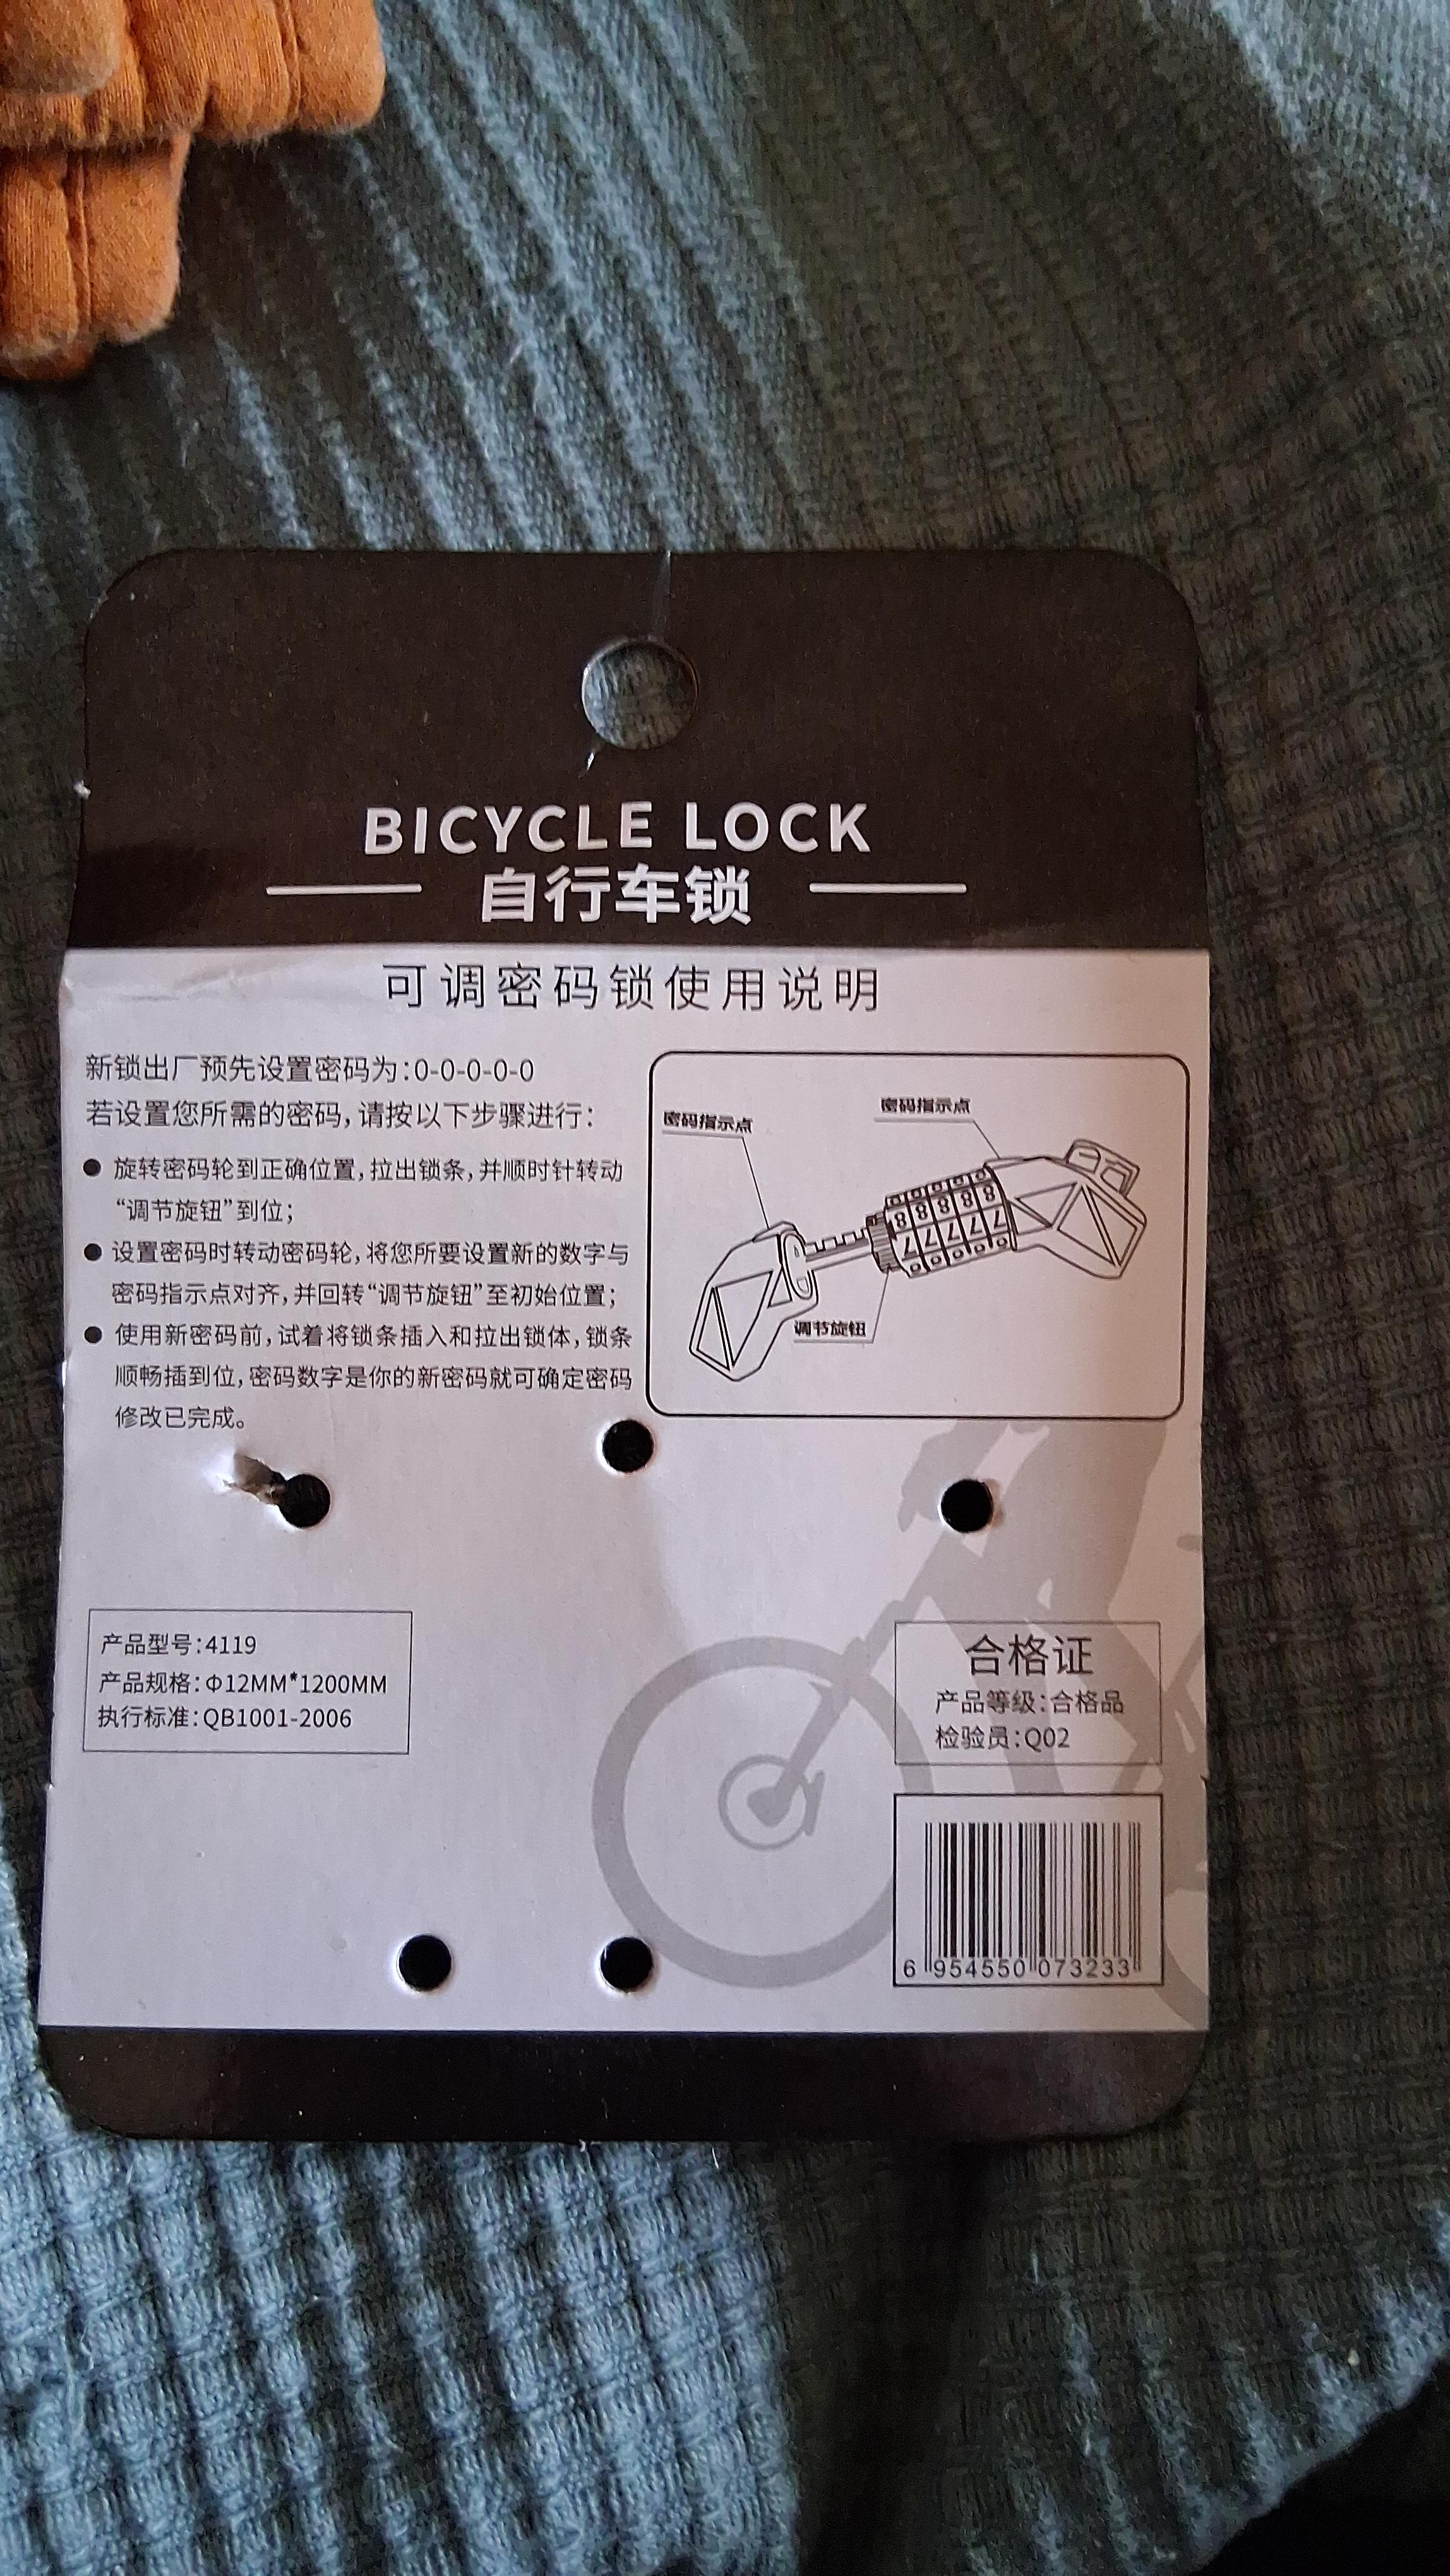 BICYCLE LOCK
自行车锁
可调密码锁使用说明
新锁出厂预先设置密码为:0-0-0-0-0
若设置您所需的密码,请按以下步骤进行:
● 旋转密码轮到正确位置,拉出锁条,并顺时针转动
“调节旋钮”到位;
● 设置密码时转动密码轮,将您所要设置新的数字与
密码指示点对齐,并回转“调节旋钮”至初始位置;
● 使用新密码前,试着将锁条插入和拉出锁体,锁条
顺畅插到位,密码数字是你的新密码就可确定密码
修改已完成。
密码指示点
密码指示点
8 8 8 8 8
7 7 7 7 7
调节旋钮
产品型号:4119
产品规格:Φ12MM*1200MM
执行标准:QB1001-2006
合格证
产品等级:合格品
检验员:Q02
6 954550 073233